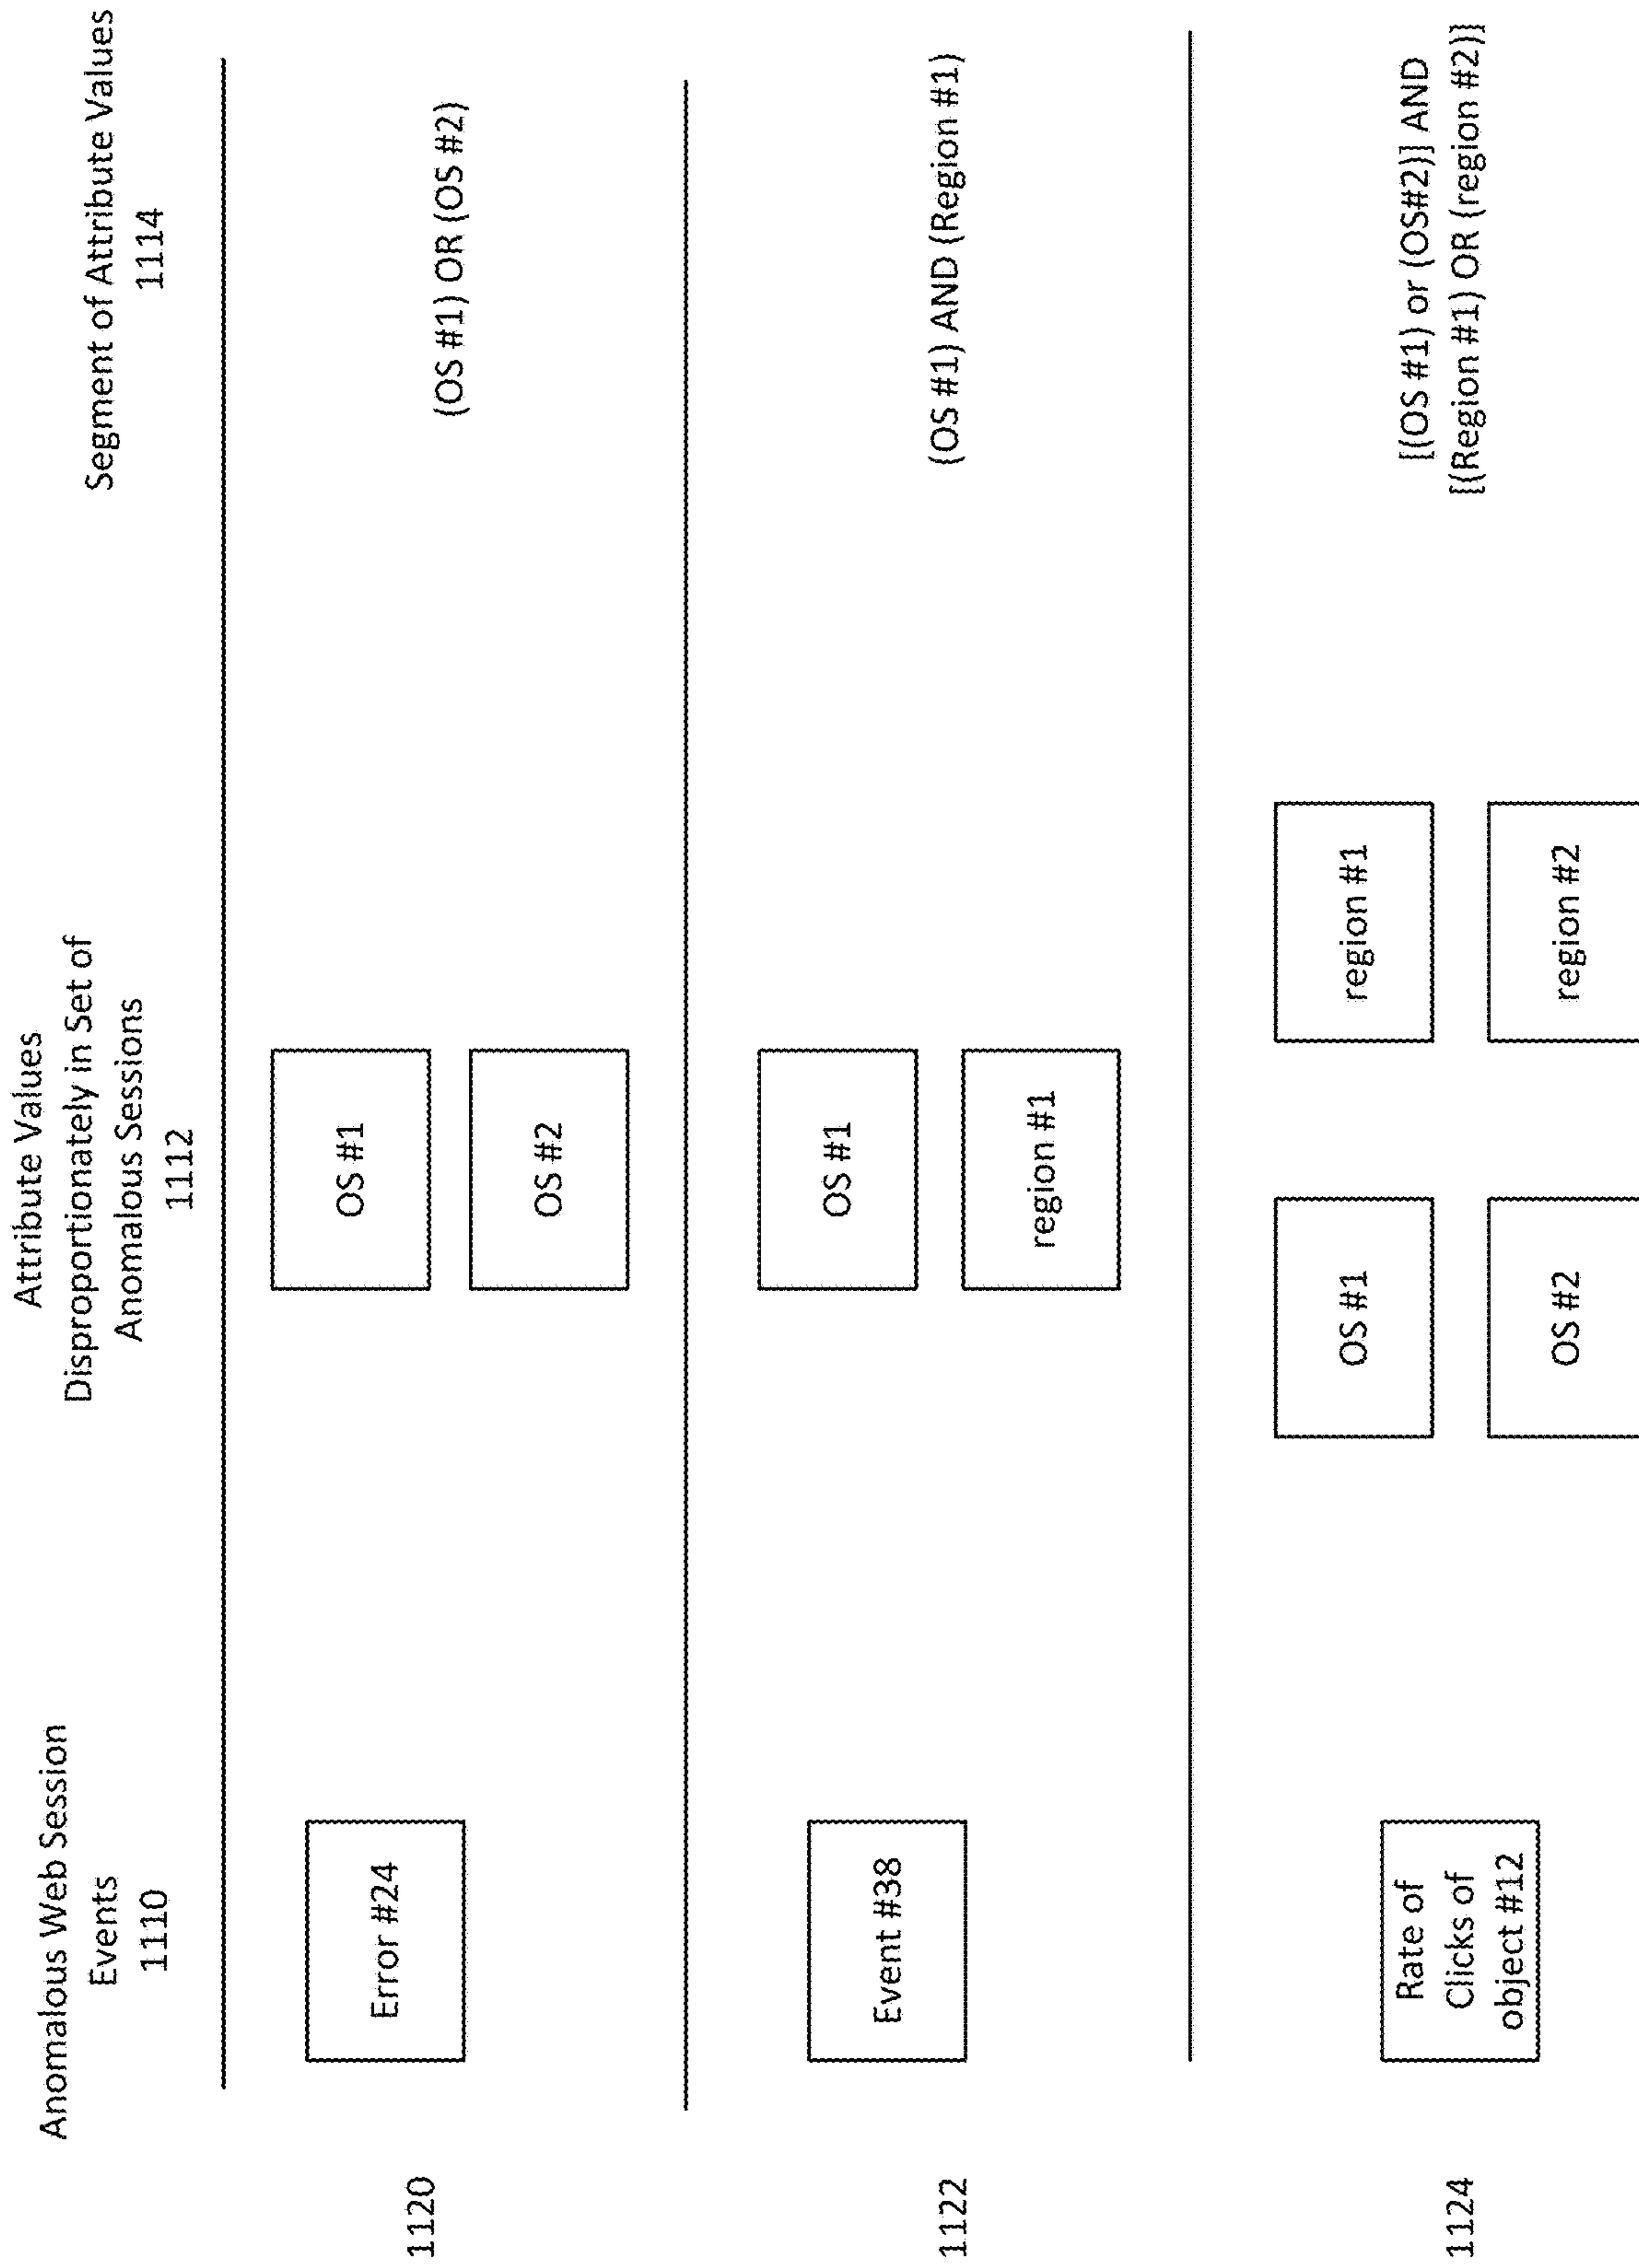 Anomalous Web Session
Events
1110
Attribute Values
Disproportionately in Set of
Anomalous Sessions
1112
Segment of Attribute Values
1114
1120
Error #24
OS #1
OS #2
(OS #1) OR (OS #2)
1122
Event #38
OS #1
region #1
(OS #1) AND (Region #1)
1124
Rate of
Clicks of
object #12
OS #1
region #1
OS #2
region #2
[(OS #1) or (OS#2)] AND
[(Region #1) OR (region #2)]